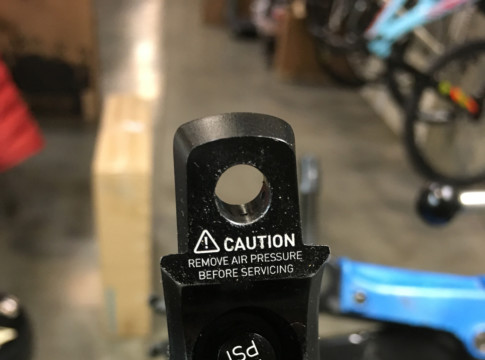 CAUTION
REMOVE AIR PRESSURE
BEFORE SERVICING
PSI